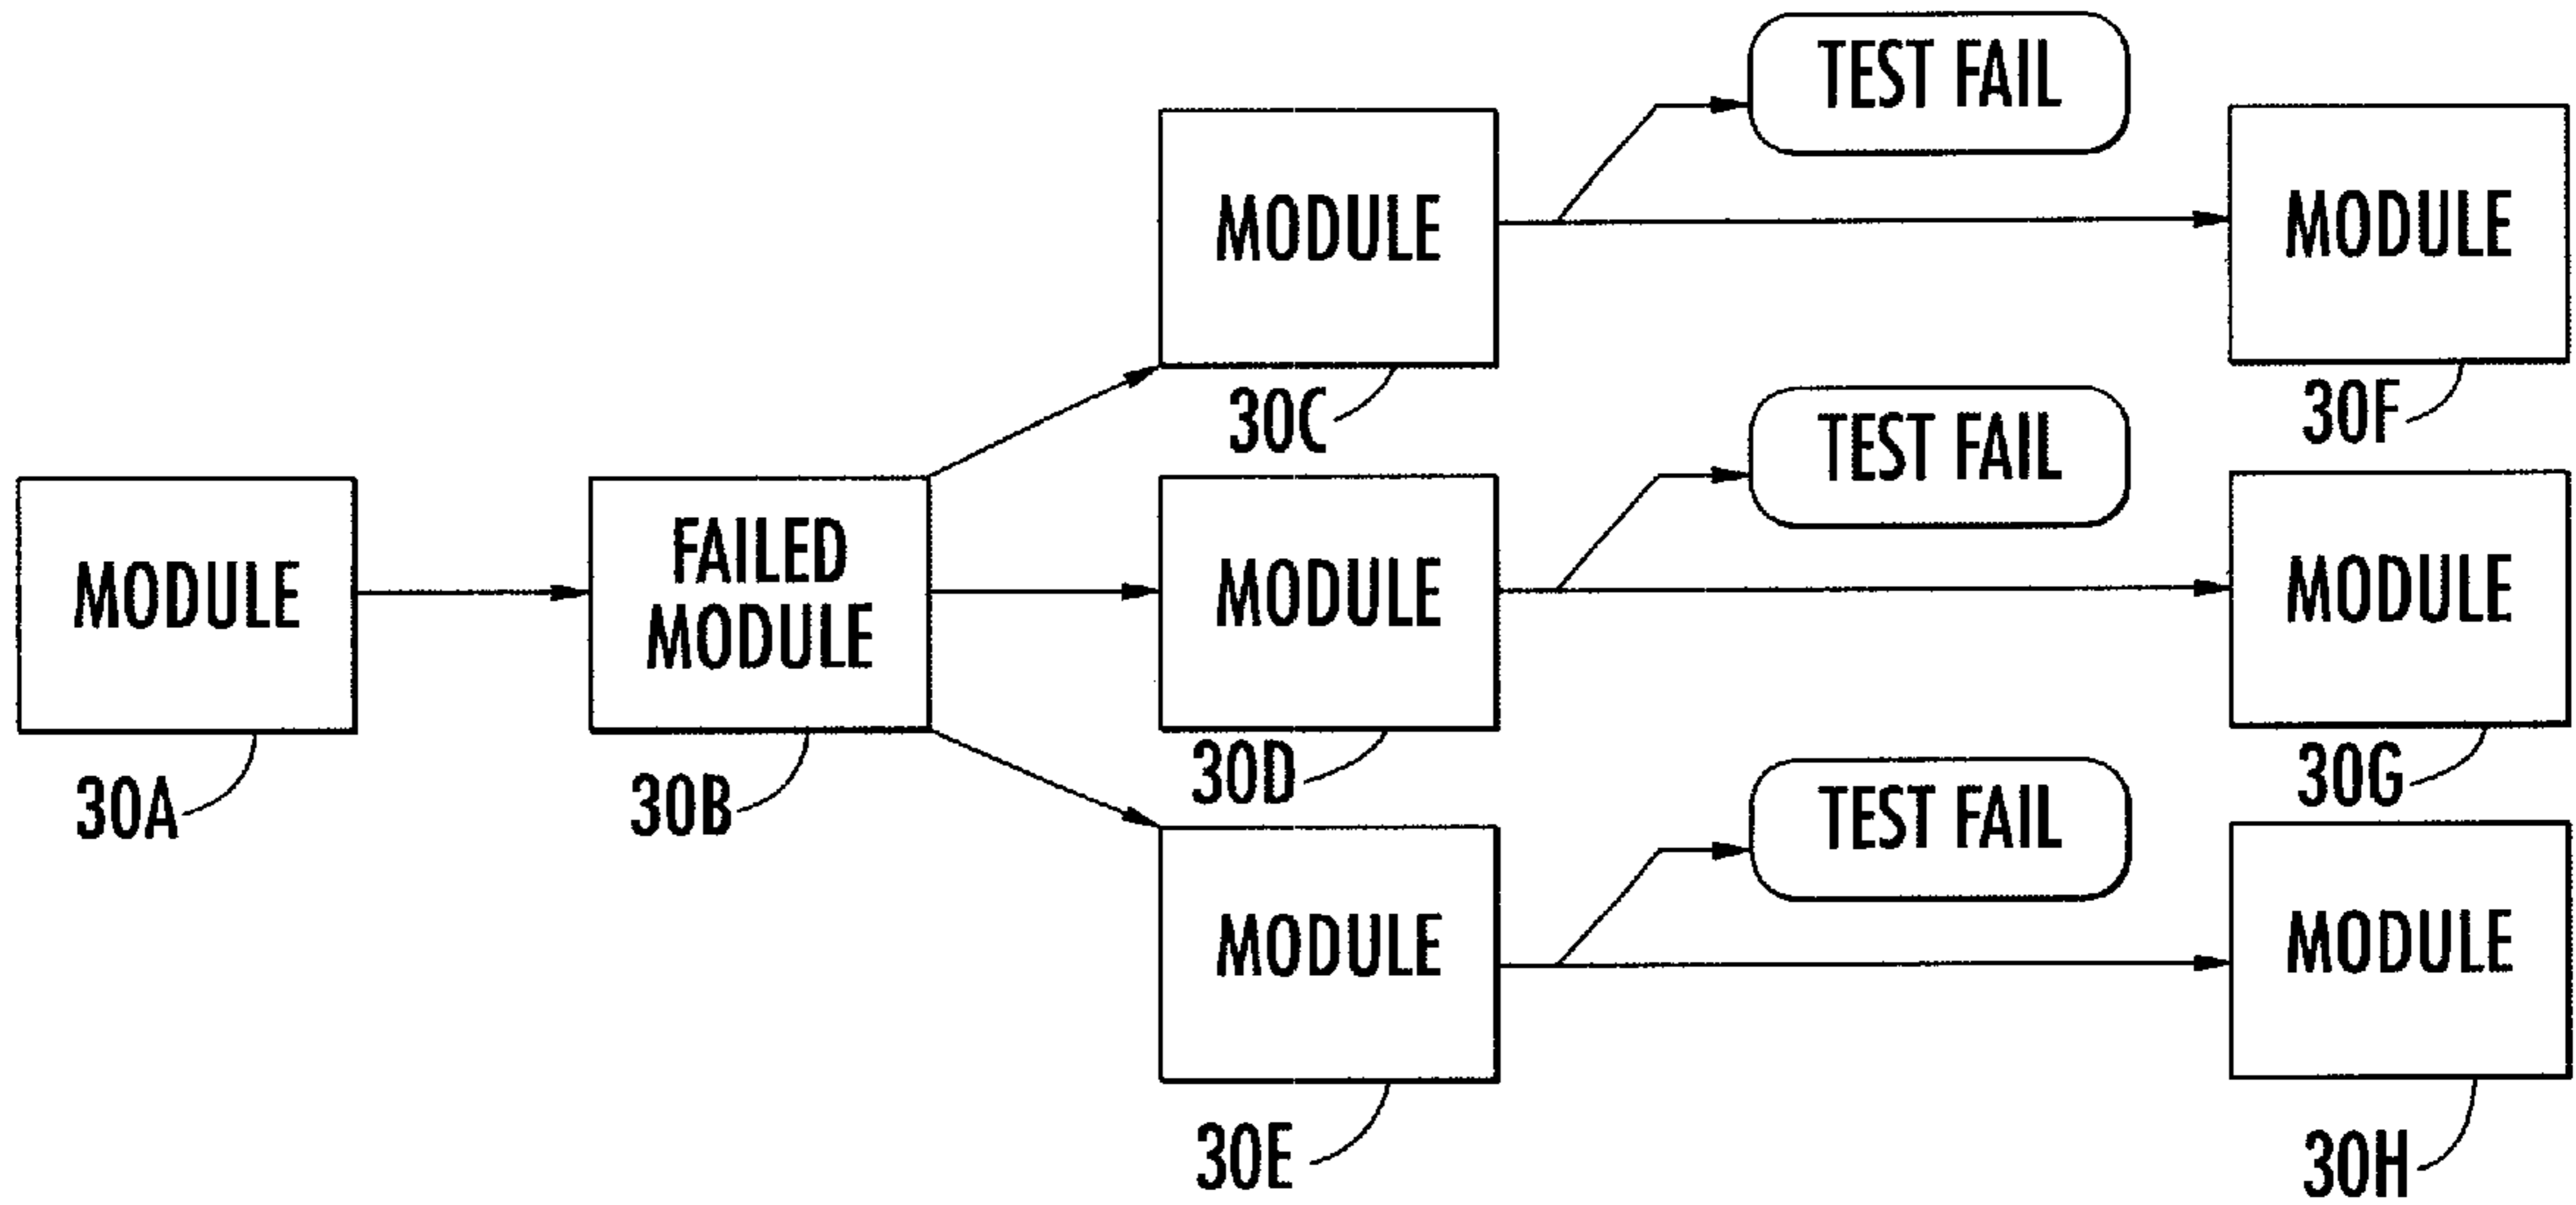 TEST FAIL
MODULE
MODULE
30C
30F
TEST FAIL
MODULE
FAILED
MODULE
MODULE
MODULE
30A
30B
30D
30G
TEST FAIL
MODULE
MODULE
30E
30H